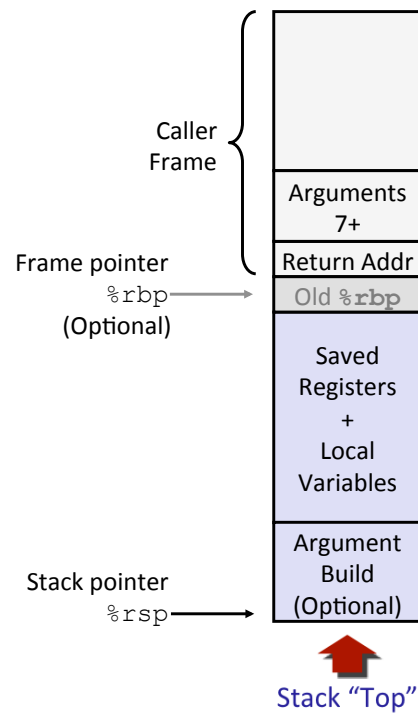 Caller
Frame
Arguments
7+
Return Addr
Frame pointer
%rbp
(Optional)
Old %rbp
Saved
Registers
+
Local
Variables
Argument
Build
(Optional)
Stack pointer
%rsp
Stack “Top”